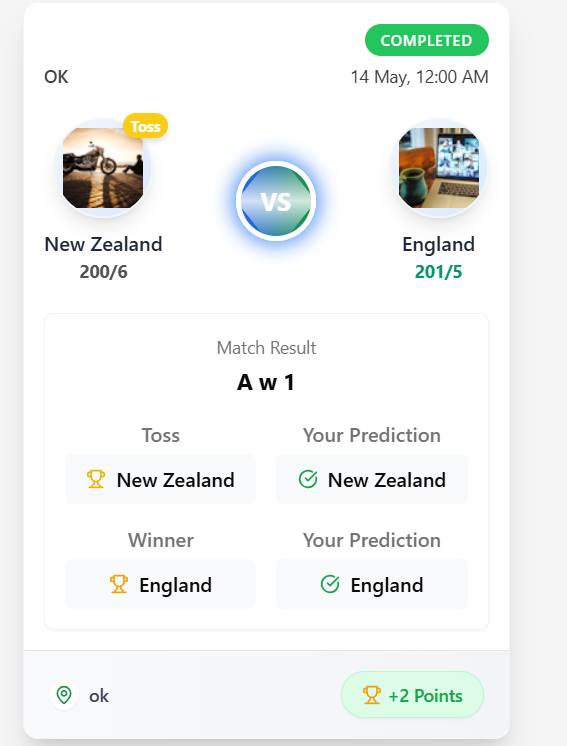 COMPLETED
OK 14 May, 12:00 AM
Toss
VS
New Zealand England
200/6 201/5
Match Result
A w 1
Toss Your Prediction
New Zealand New Zealand
Winner Your Prediction
England England
ok +2 Points